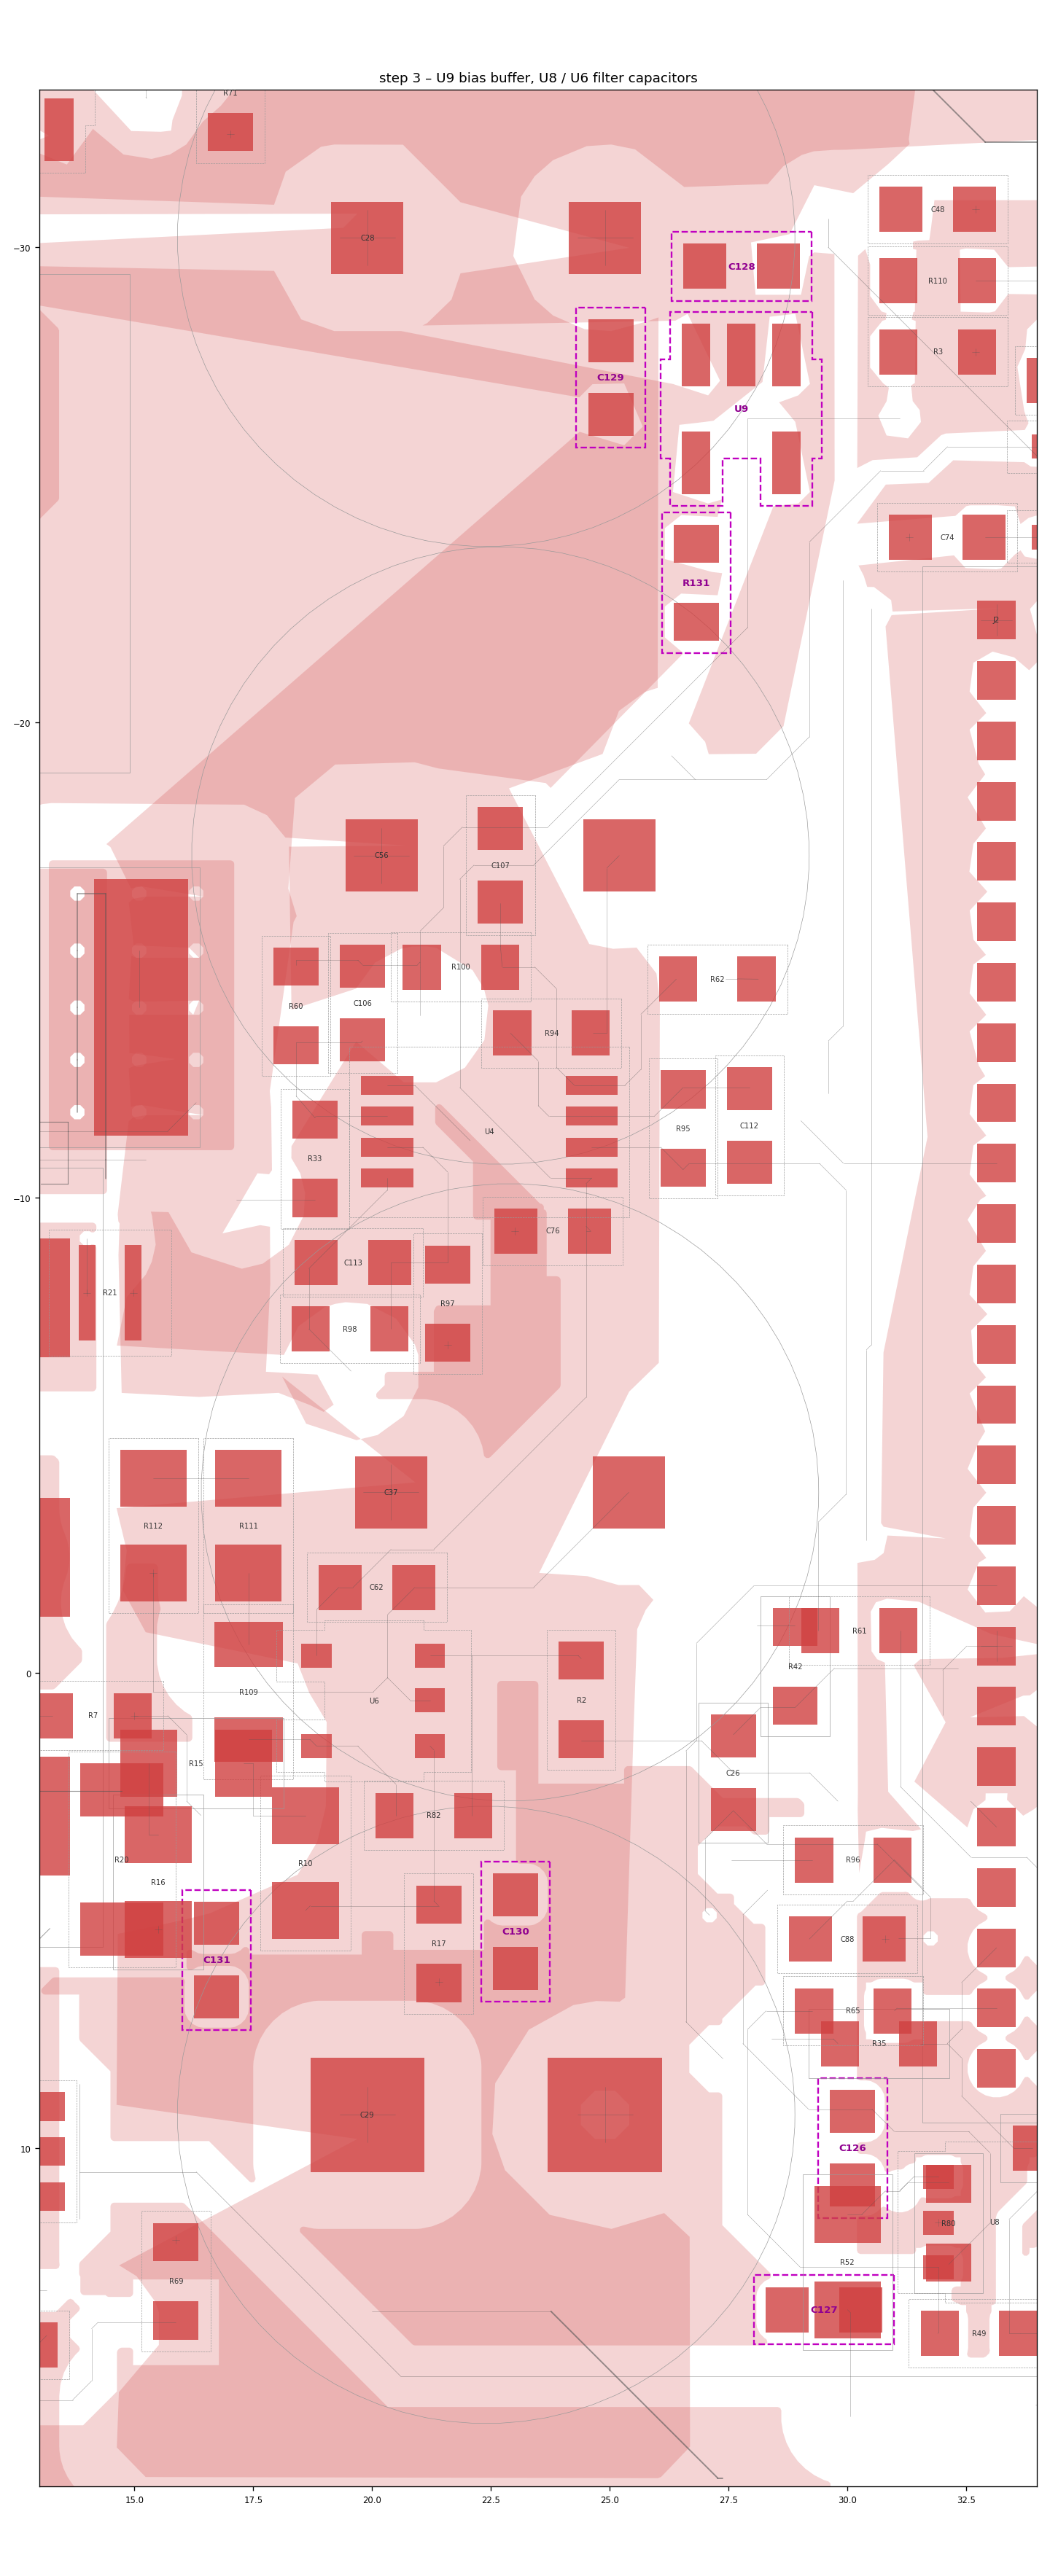 step 3 – U9 bias buffer, U8 / U6 filter capacitors
R71
C48
C28
C128
−30
R110
R3
C129
U9
C74
R131
J2
−20
C56
C107
R100
R62
C106
R60
R94
C112
R95
U4
R33
−10
C76
C113
R21
R97
R98
C37
R112
R111
C62
R61
R42
0
R109
U6
R2
R7
R15
C26
R82
R20
R10
R96
R16
C130
C88
R17
C131
R65
R35
C29
10
C126
R80
U8
R52
R69
C127
R49
15.0
17.5
20.0
22.5
25.0
27.5
30.0
32.5